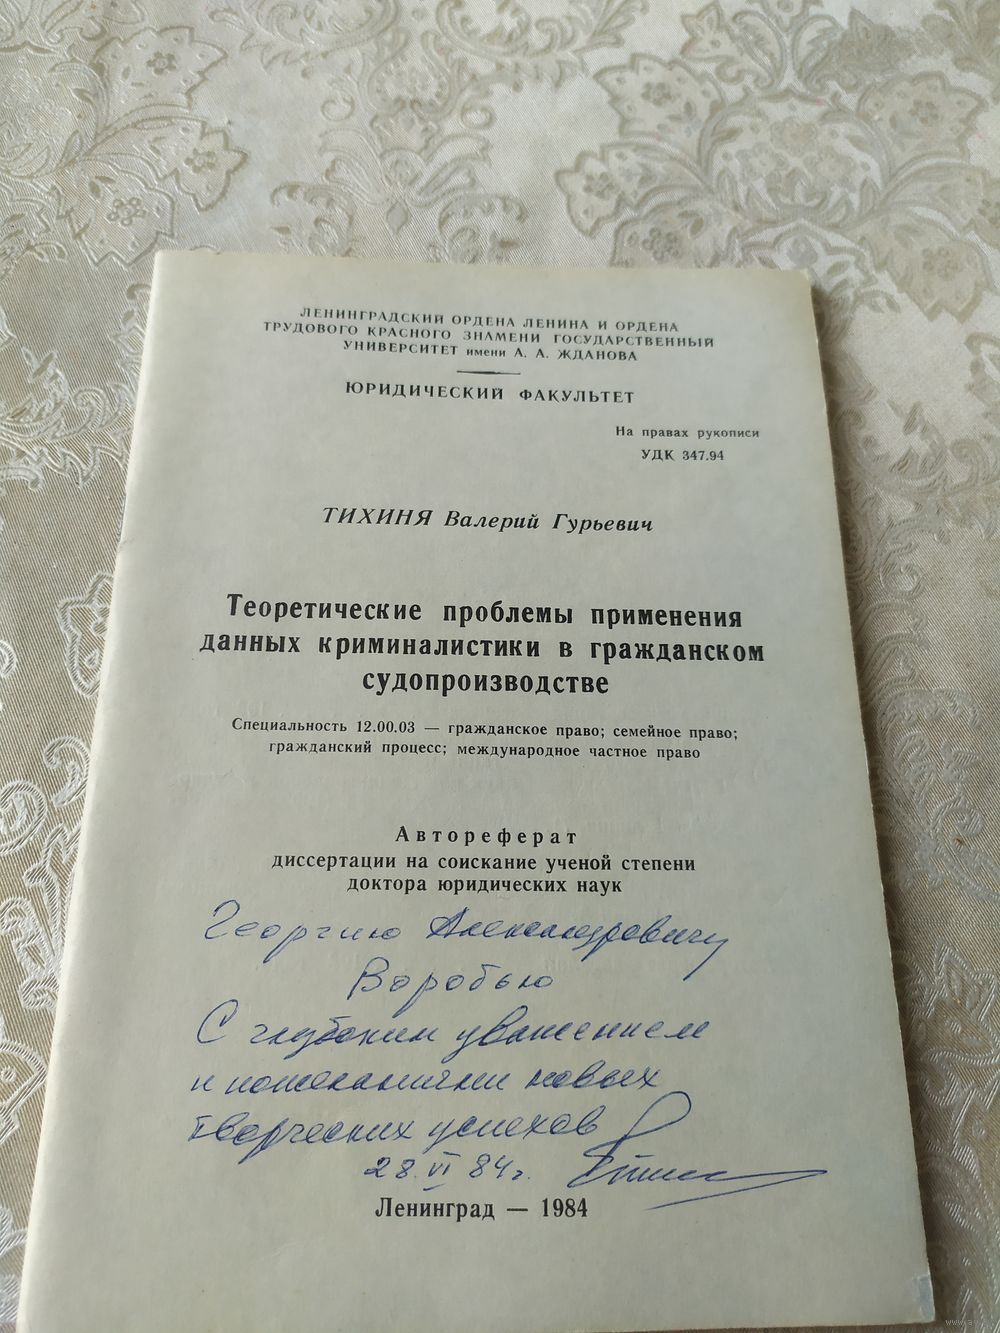 ЛЕНИНГРАДСКИЙ ОРДЕНА ЛЕНИНА И ОРДЕНА
ТРУДОВОГО КРАСНОГО ЗНАМЕНИ ГОСУДАРСТВЕННЫЙ
УНИВЕРСИТЕТ имени А. А. ЖДАНОВА
ЮРИДИЧЕСКИЙ ФАКУЛЬТЕТ
На правах рукописи
УДК 347.94
ТИХИНЯ Валерий Гурьевич
Теоретические проблемы применения
данных криминалистики в гражданском
судопроизводстве
Специальность 12.00.03 — гражданское право; семейное право;
гражданский процесс; международное частное право
Автореферат
диссертации на соискание ученой степени
доктора юридических наук
Георгию Александровичу
Воробью
С глубоким уважением
и пожеланиями новых
творческих успехов
28.VI 84г.
Ленинград — 1984